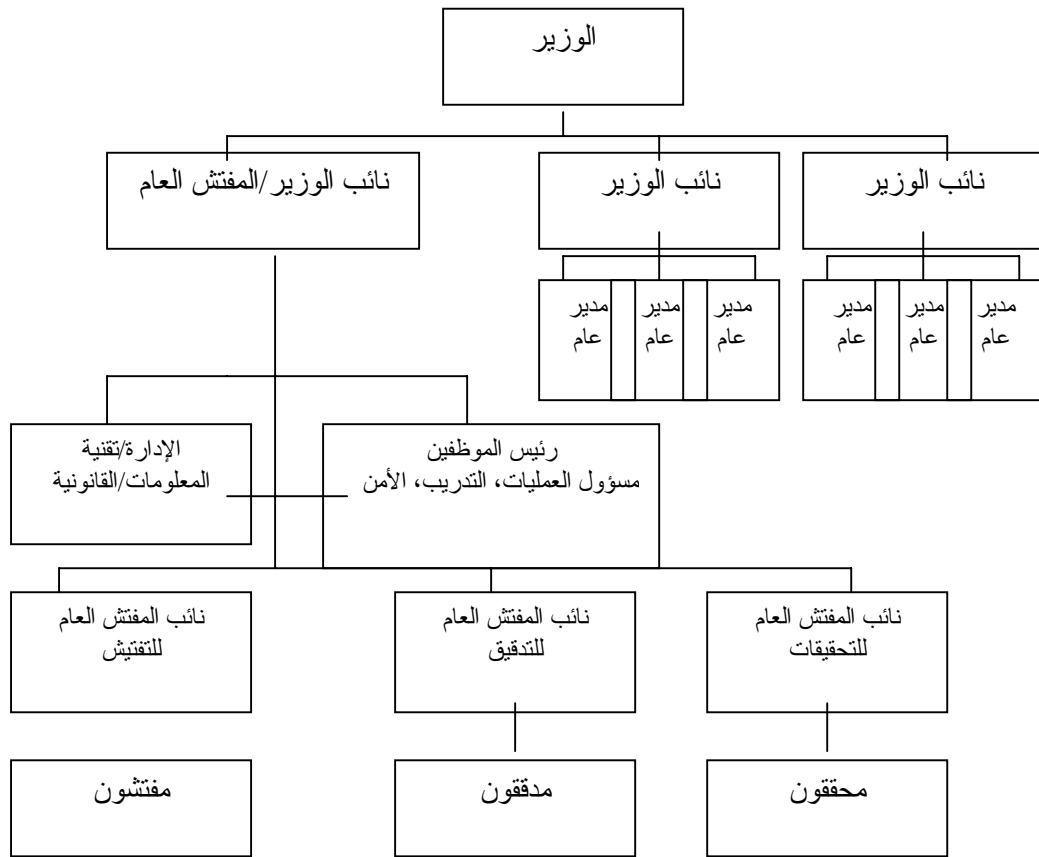 الوزير
نائب الوزير
نائب الوزير
نائب الوزير/المفتش العام
مدير
عام
مدير
عام
مدير
عام
مدير
عام
مدير
عام
مدير
عام
رئيس الموظفين
مسؤول العمليات، التدريب، الأمن
الإدارة/تقنية
المعلومات/القانونية
نائب المفتش العام
للتحقيقات
نائب المفتش العام
للتدقيق
نائب المفتش العام
للتفتيش
محققون
مدققون
مفتشون